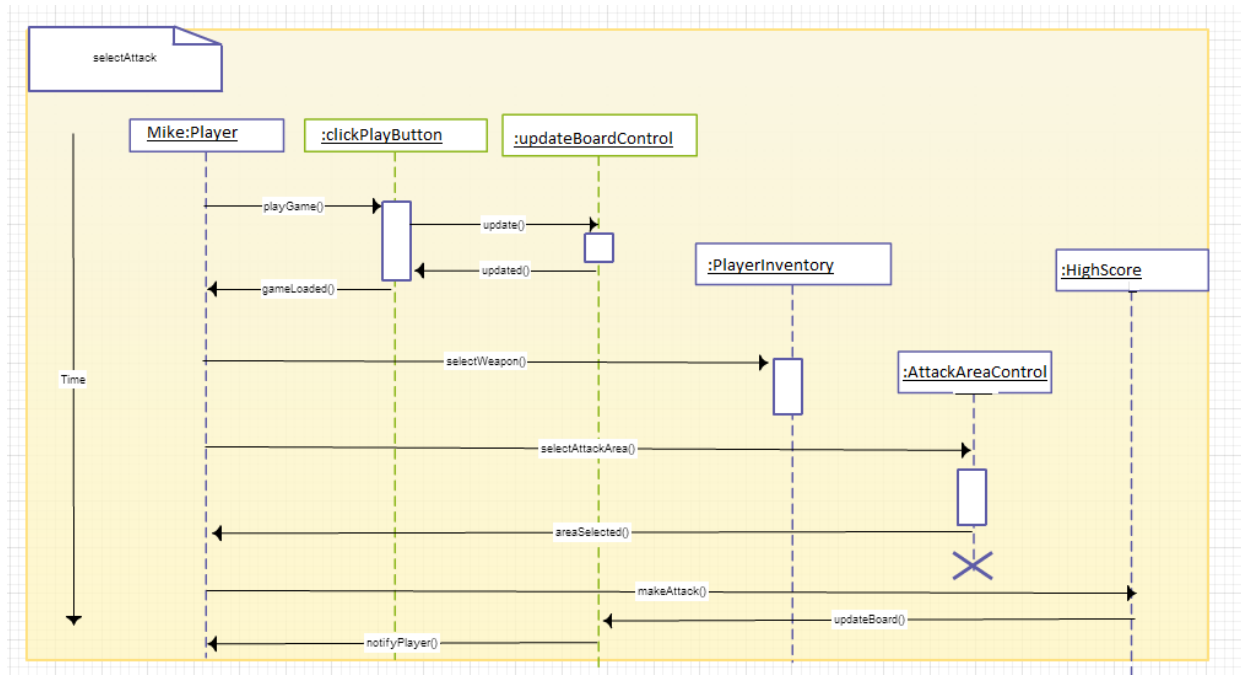 selectAttack
Mike:Player
:clickPlayButton
:updateBoardControl
playGame()
update()
:PlayerInventory
:HighScore
updated()
gameLoaded()
selectWeapon()
:AttackAreaControl
Time
selectAttackArea()
areaSelected()
makeAttack()
updateBoard()
notifyPlayer()